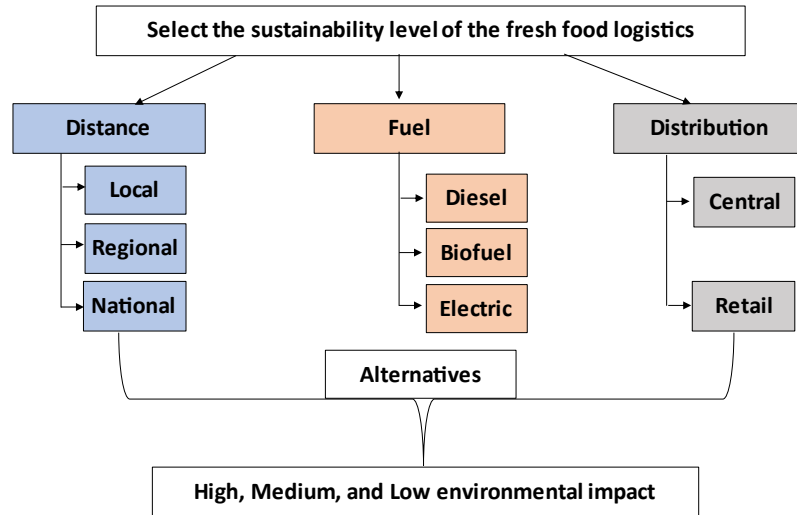 Select the sustainability level of the fresh food logistics
Distance
Fuel
Distribution
Local
Regional
National
Diesel
Biofuel
Electric
Central
Retail
Alternatives
High, Medium, and Low environmental impact